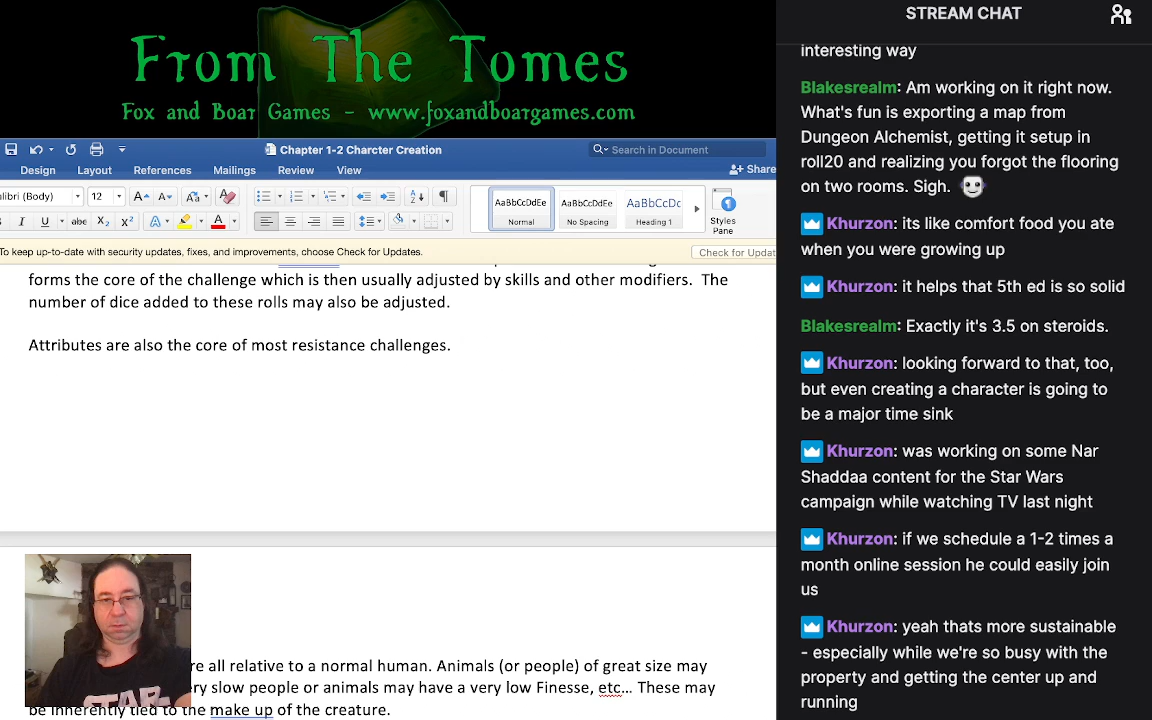 From The Tomes
Fox and Boar Games - www.foxandboargames.com
Chapter 1-2 Charcter Creation
Search in Document
Design Layout References Mailings Review View Share
alibri (Body) 12
AaBbCcDdEe AaBbCcDdEe AaBbCcDc
Normal No Spacing Heading 1 Styles
Pane
To keep up-to-date with security updates, fixes, and improvements, choose Check for Updates. Check for Updat
forms the core of the challenge which is then usually adjusted by skills and other modifiers. The
number of dice added to these rolls may also be adjusted.
Attributes are also the core of most resistance challenges.
re all relative to a normal human. Animals (or people) of great size may
ry slow people or animals may have a very low Finesse, etc... These may
be inherently tied to the make up of the creature.
STAR
STREAM CHAT
interesting way
Blakesrealm: Am working on it right now.
What's fun is exporting a map from
Dungeon Alchemist, getting it setup in
roll20 and realizing you forgot the flooring
on two rooms. Sigh.
Khurzon: its like comfort food you ate
when you were growing up
Khurzon: it helps that 5th ed is so solid
Blakesrealm: Exactly it's 3.5 on steroids.
Khurzon: looking forward to that, too,
but even creating a character is going to
be a major time sink
Khurzon: was working on some Nar
Shaddaa content for the Star Wars
campaign while watching TV last night
Khurzon: if we schedule a 1-2 times a
month online session he could easily join
us
Khurzon: yeah thats more sustainable
- especially while we're so busy with the
property and getting the center up and
running